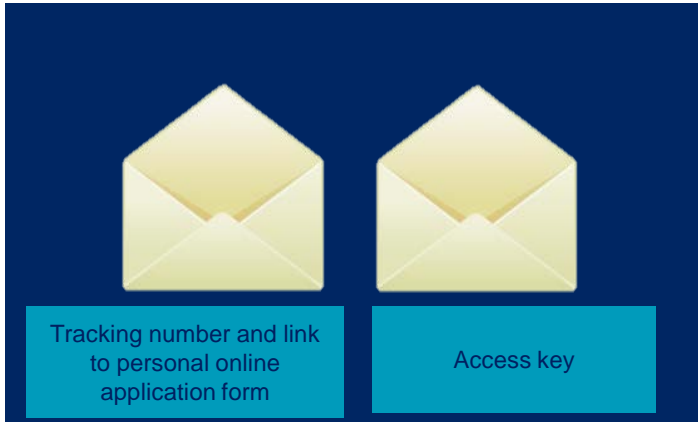 Tracking number and link
to personal online
application form
Access key